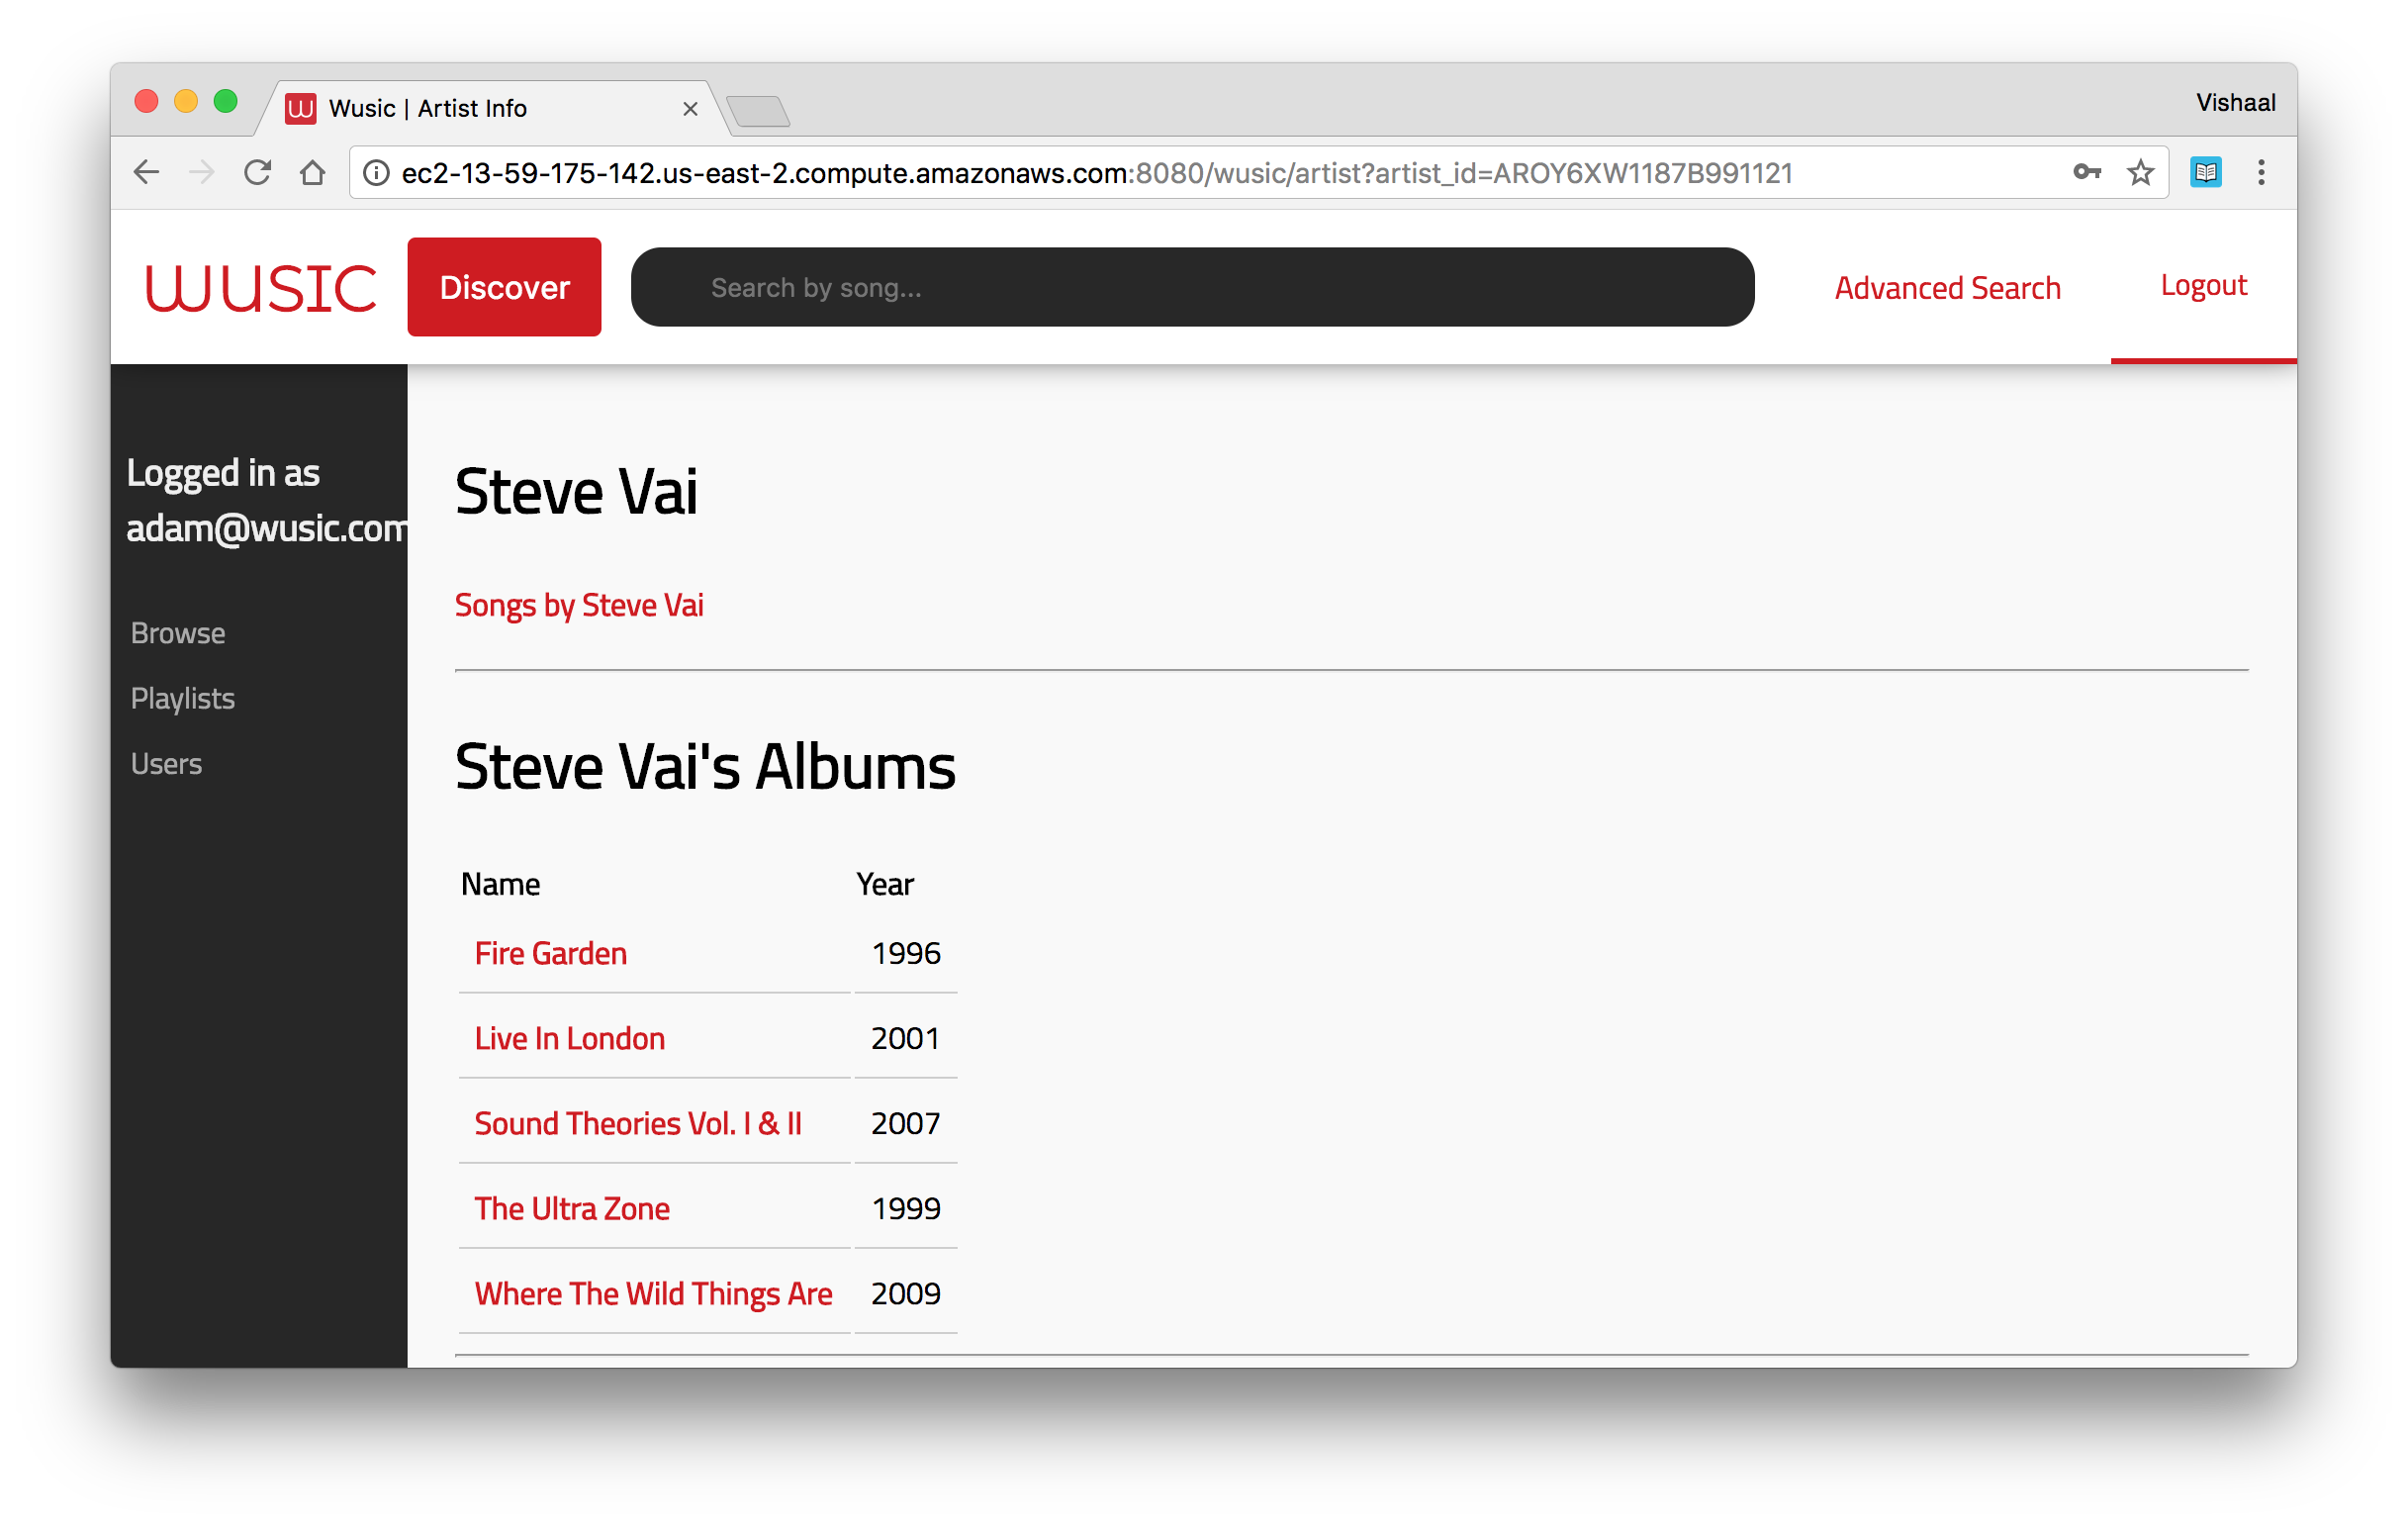 Wusic | Artist Info
Vishaal
ec2-13-59-175-142.us-east-2.compute.amazonaws.com:8080/wusic/artist?artist_id=AROY6XW1187B991121
WUSIC
Discover
Search by song...
Advanced Search
Logout
Logged in as
adam@wusic.com
Browse
Playlists
Users
Steve Vai
Songs by Steve Vai
Steve Vai's Albums
Name Year
Fire Garden 1996
Live In London 2001
Sound Theories Vol. I & II 2007
The Ultra Zone 1999
Where The Wild Things Are 2009